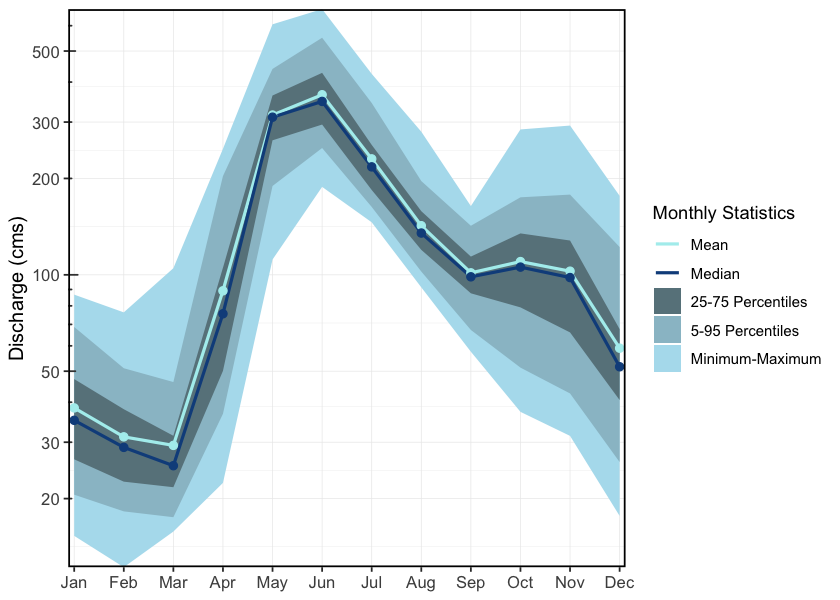 Discharge (cms)
500
300
200
100
50
30
20
Jan Feb Mar Apr May Jun Jul Aug Sep Oct Nov Dec
Monthly Statistics
Mean
Median
25-75 Percentiles
5-95 Percentiles
Minimum-Maximum